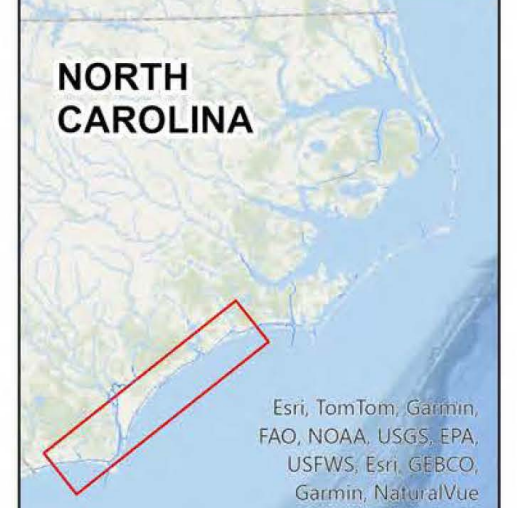 NORTH
CAROLINA
Esri, TomTom, Garmin,
FAO, NOAA, USGS, EPA,
USFWS, Esri, GEBCO,
Garmin, NaturalVue